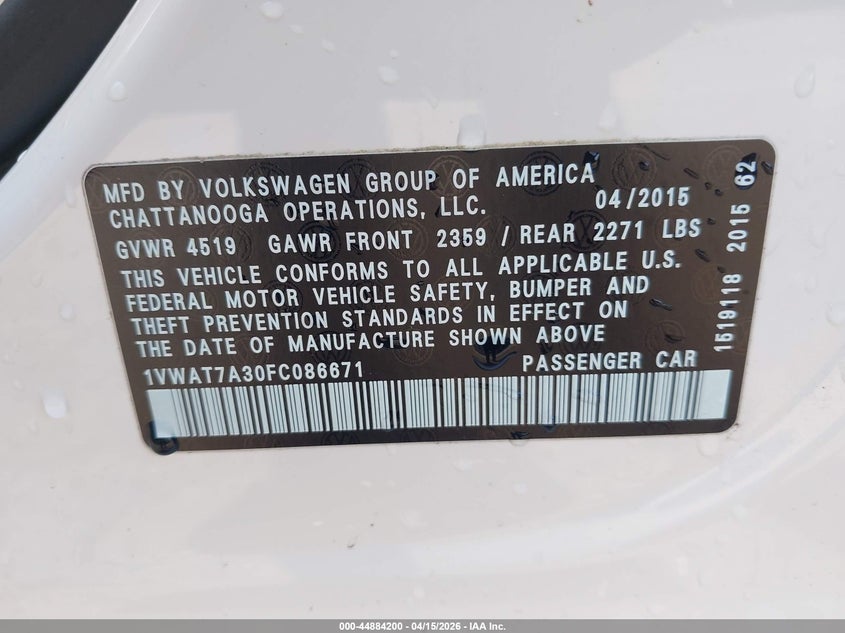 MFD BY VOLKSWAGEN GROUP OF AMERICA
CHATTANOOGA OPERATIONS, LLC. 04/2015
GVWR 4519 GAWR FRONT 2359 / REAR 2271 LBS
THIS VEHICLE CONFORMS TO ALL APPLICABLE U.S.
FEDERAL MOTOR VEHICLE SAFETY, BUMPER AND
THEFT PREVENTION STANDARDS IN EFFECT ON
THE DATE OF MANUFACTURE SHOWN ABOVE
1VWAT7A30FC086671 PASSENGER CAR
1519118 2015 62
000-44884200 - 04/15/2026 - IAA Inc.